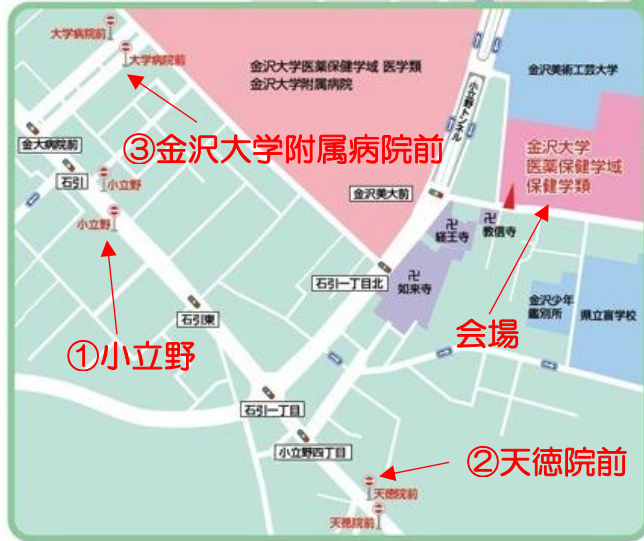 大学病院前
大学病院前
金沢大学医薬保健学域 医学類
金沢大学附属病院
小立野トンネル
金沢美術工芸大学
③金沢大学附属病院前
金大病院前
金沢大学
医薬保健学域
保健学類
石引
小立野
金沢美大前
小立野
卍
経王寺
卍
教信寺
石引一丁目北
卍
如来寺
金沢少年
鑑別所
県立盲学校
石引東
会場
①小立野
石引一丁目
小立野四丁目
②天徳院前
天徳院前
天徳院前